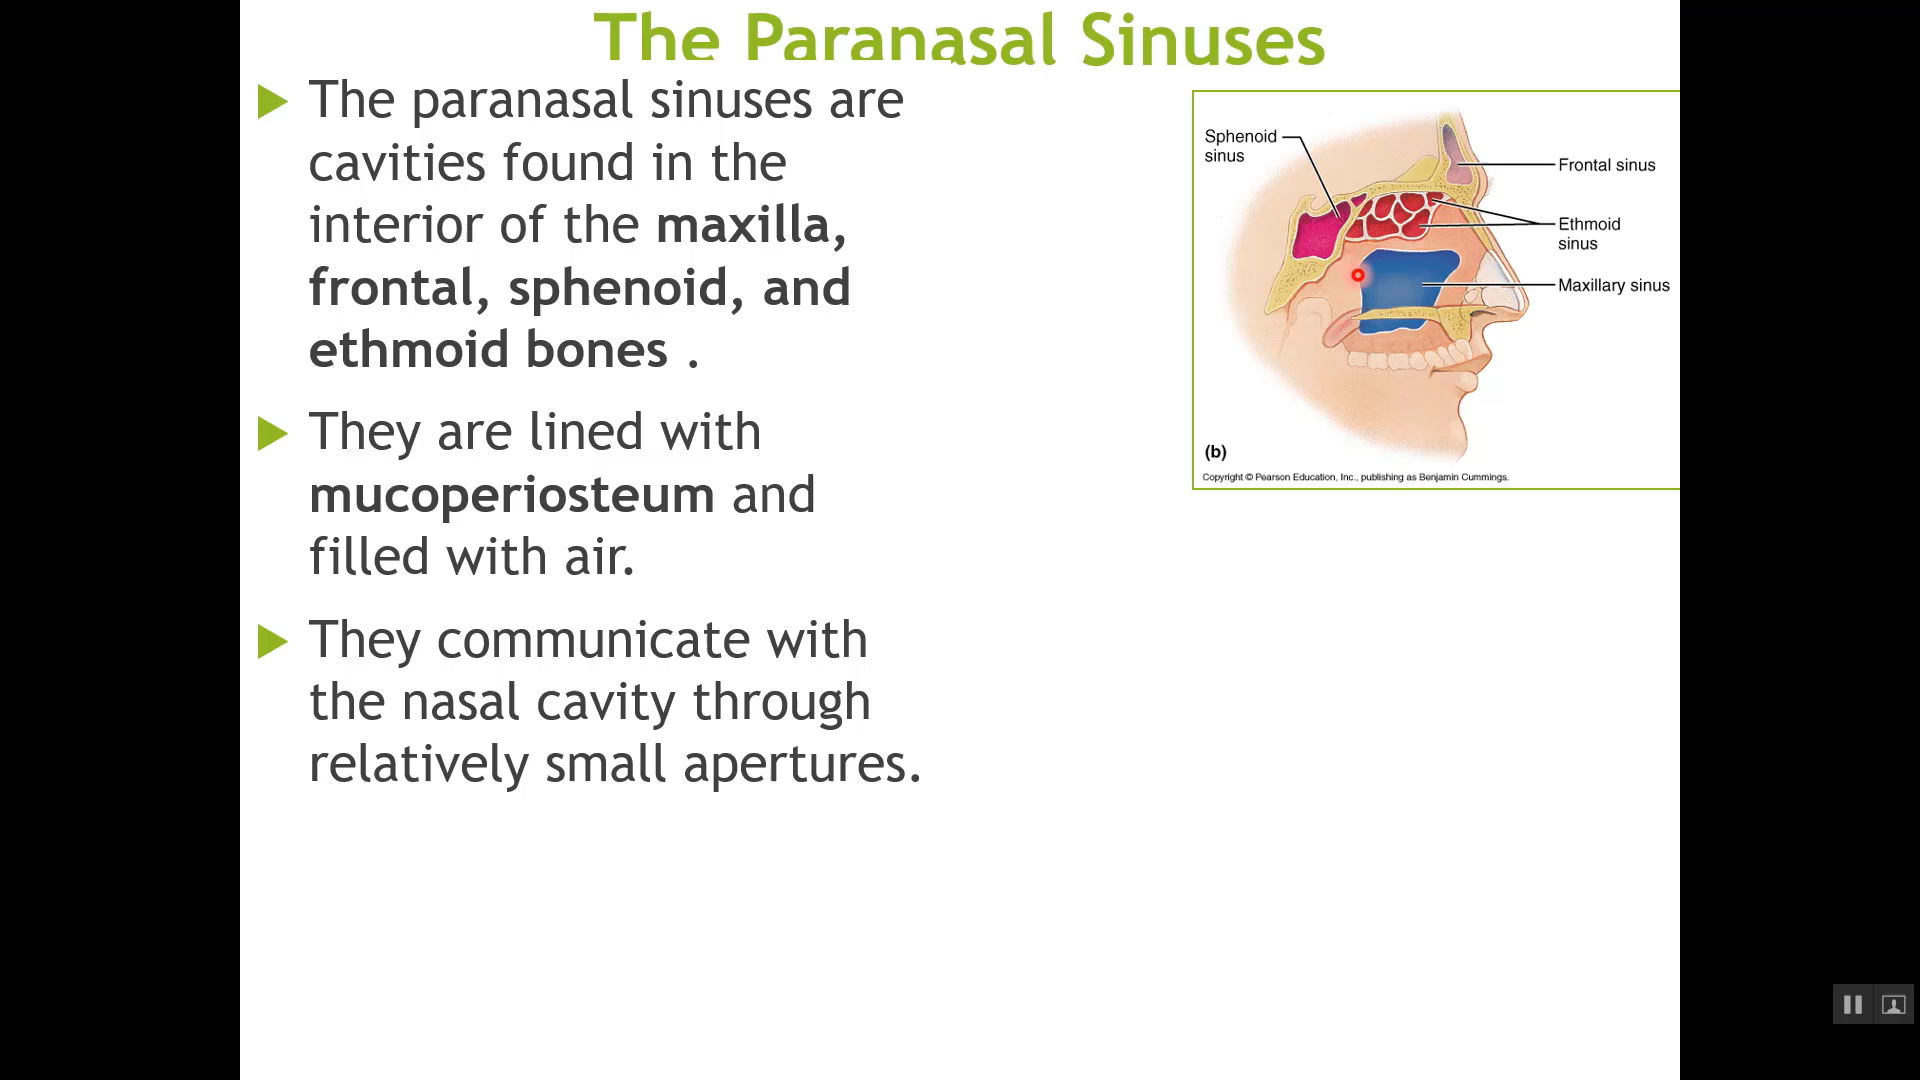 The Paranasal Sinuses
The paranasal sinuses are
cavities found in the
interior of the maxilla,
frontal, sphenoid, and
ethmoid bones .
They are lined with
mucoperiosteum and
filled with air.
They communicate with
the nasal cavity through
relatively small apertures.
Sphenoid
sinus
Frontal sinus
Ethmoid
sinus
Maxillary sinus
(b)
Copyright © Pearson Education, Inc., publishing as Benjamin Cummings.